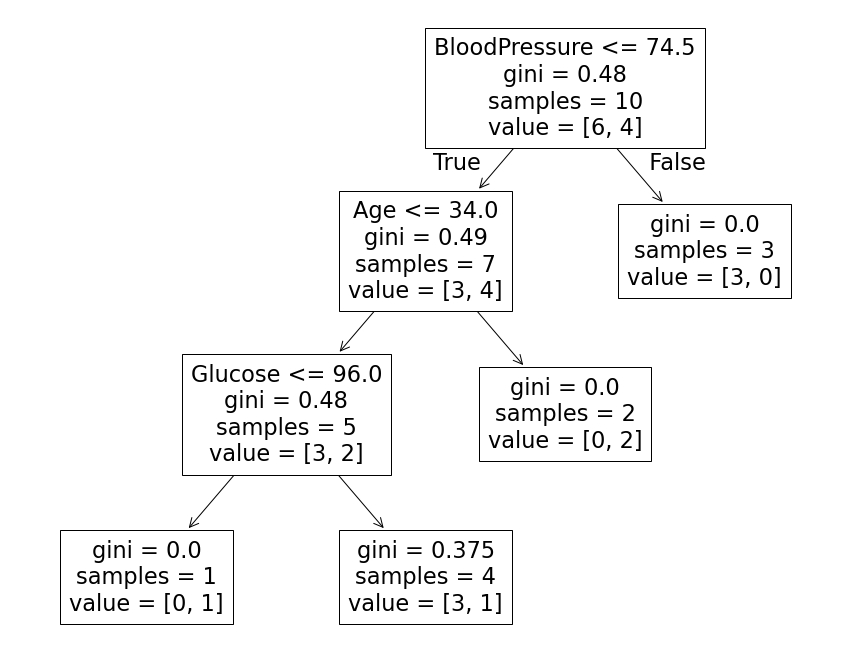 BloodPressure <= 74.5
gini = 0.48
samples = 10
value = [6, 4]
True
False
Age <= 34.0
gini = 0.49
samples = 7
value = [3, 4]
gini = 0.0
samples = 3
value = [3, 0]
Glucose <= 96.0
gini = 0.48
samples = 5
value = [3, 2]
gini = 0.0
samples = 2
value = [0, 2]
gini = 0.0
samples = 1
value = [0, 1]
gini = 0.375
samples = 4
value = [3, 1]